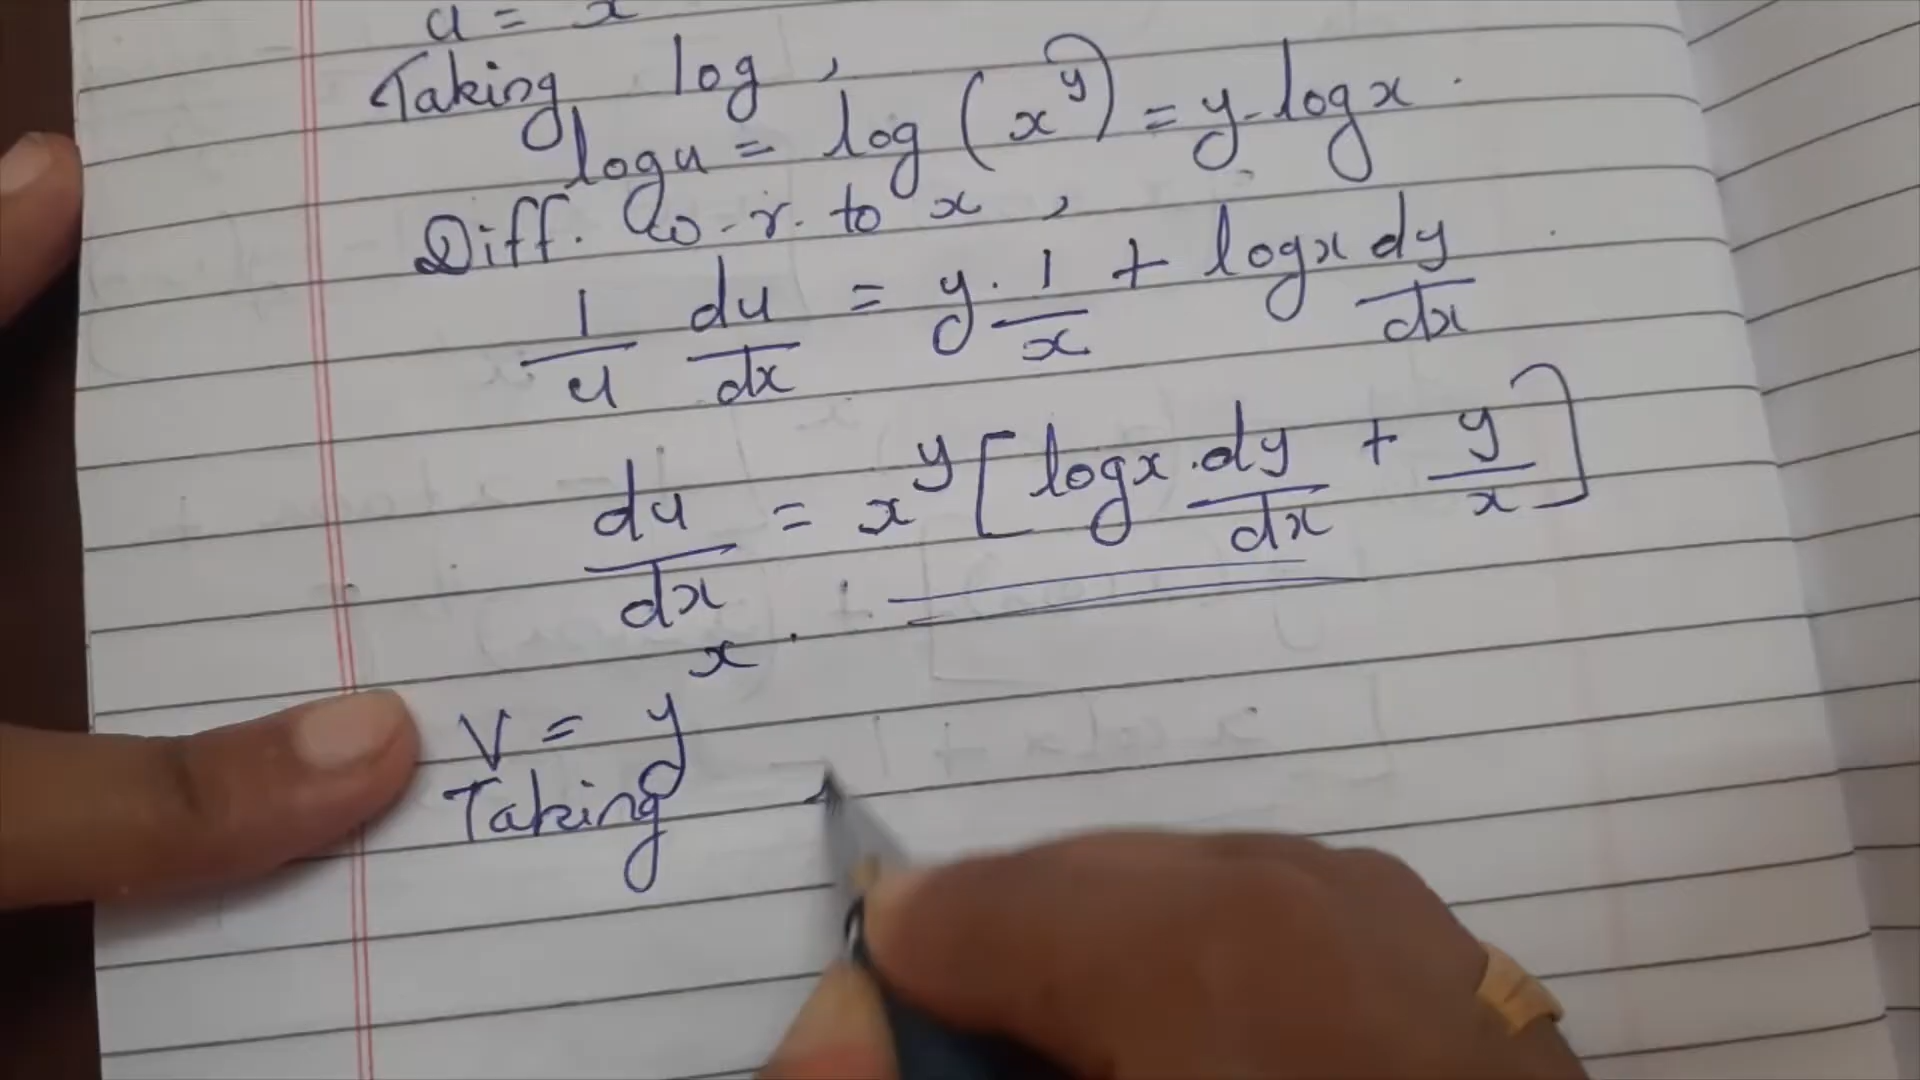 u = x
Taking log,
log u = log (x^y) = y. log x.
Diff. w.r. to x,
1/u du/dx = y. 1/x + log x dy/dx
du/dx = x^y [log x . dy/dx + y/x]
V = y^x.
Taking